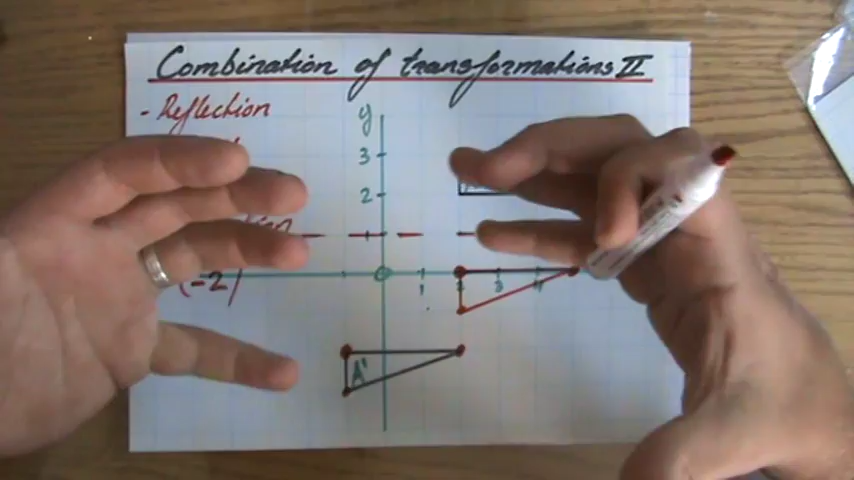 Combination of transformations II
- Reflection
y
3
2
1
0
1
2
3
4
(-2)
A'